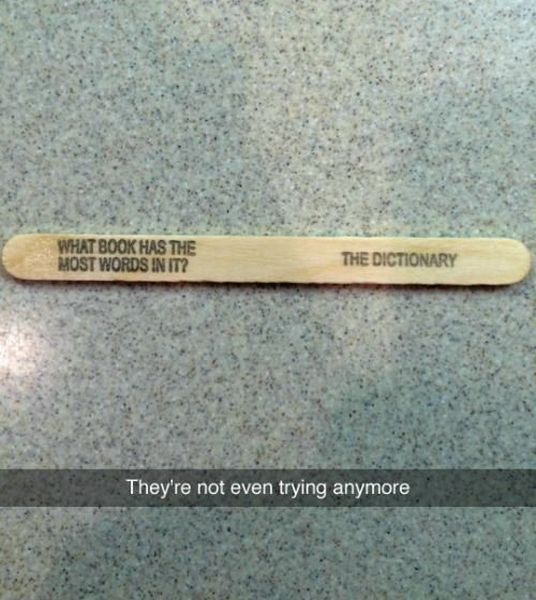 WHAT BOOK HAS THE
MOST WORDS IN IT?
THE DICTIONARY
They're not even trying anymore